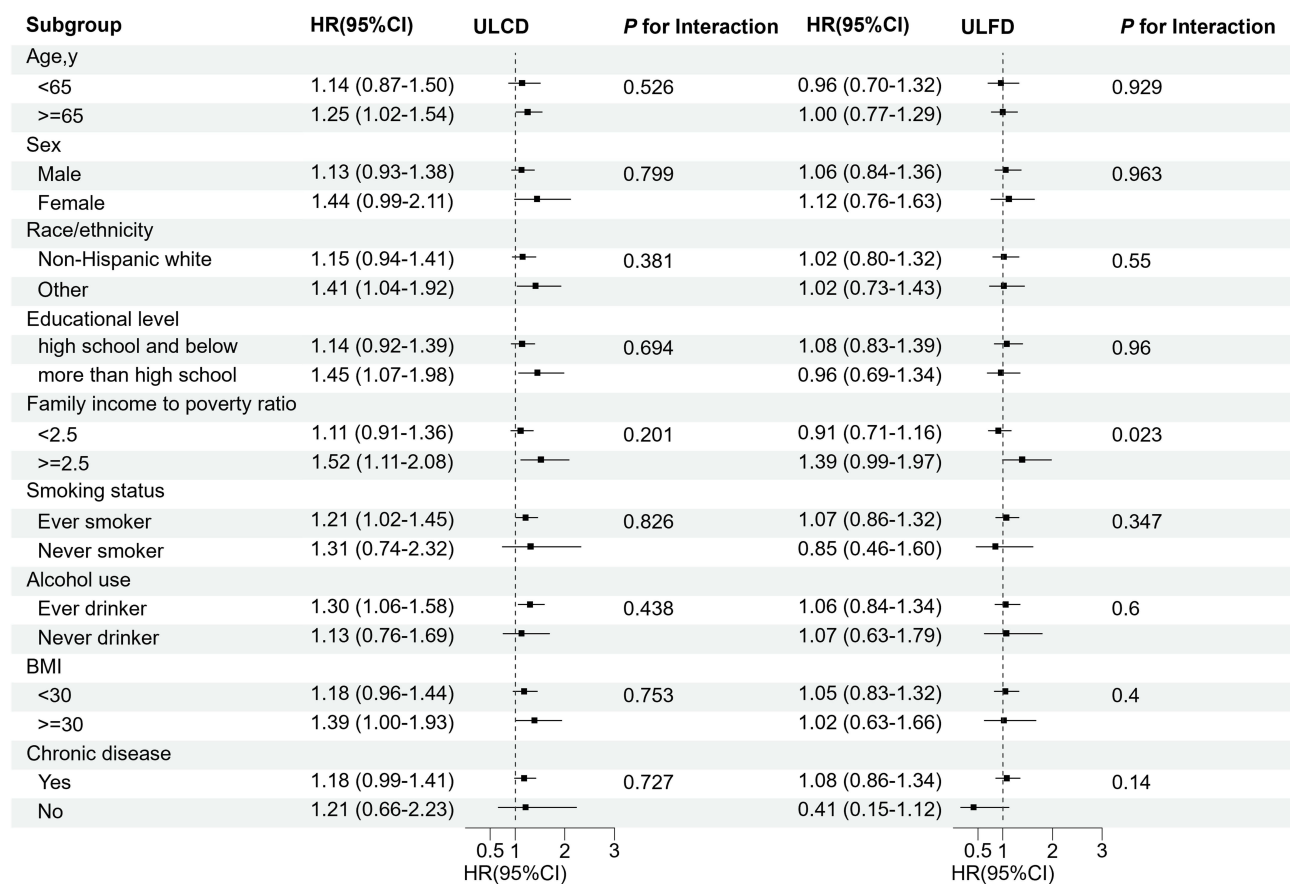 Subgroup HR(95%CI) ULCD P for Interaction HR(95%CI) ULFD P for Interaction
Age,y
<65 1.14 (0.87-1.50) 0.526 0.96 (0.70-1.32) 0.929
>=65 1.25 (1.02-1.54) 1.00 (0.77-1.29)
Sex
Male 1.13 (0.93-1.38) 0.799 1.06 (0.84-1.36) 0.963
Female 1.44 (0.99-2.11) 1.12 (0.76-1.63)
Race/ethnicity
Non-Hispanic white 1.15 (0.94-1.41) 0.381 1.02 (0.80-1.32) 0.55
Other 1.41 (1.04-1.92) 1.02 (0.73-1.43)
Educational level
high school and below 1.14 (0.92-1.39) 0.694 1.08 (0.83-1.39) 0.96
more than high school 1.45 (1.07-1.98) 0.96 (0.69-1.34)
Family income to poverty ratio
<2.5 1.11 (0.91-1.36) 0.201 0.91 (0.71-1.16) 0.023
>=2.5 1.52 (1.11-2.08) 1.39 (0.99-1.97)
Smoking status
Ever smoker 1.21 (1.02-1.45) 0.826 1.07 (0.86-1.32) 0.347
Never smoker 1.31 (0.74-2.32) 0.85 (0.46-1.60)
Alcohol use
Ever drinker 1.30 (1.06-1.58) 0.438 1.06 (0.84-1.34) 0.6
Never drinker 1.13 (0.76-1.69) 1.07 (0.63-1.79)
BMI
<30 1.18 (0.96-1.44) 0.753 1.05 (0.83-1.32) 0.4
>=30 1.39 (1.00-1.93) 1.02 (0.63-1.66)
Chronic disease
Yes 1.18 (0.99-1.41) 0.727 1.08 (0.86-1.34) 0.14
No 1.21 (0.66-2.23) 0.41 (0.15-1.12)
0.5 1 2 3 0.5 1 2 3
HR(95%CI) HR(95%CI)